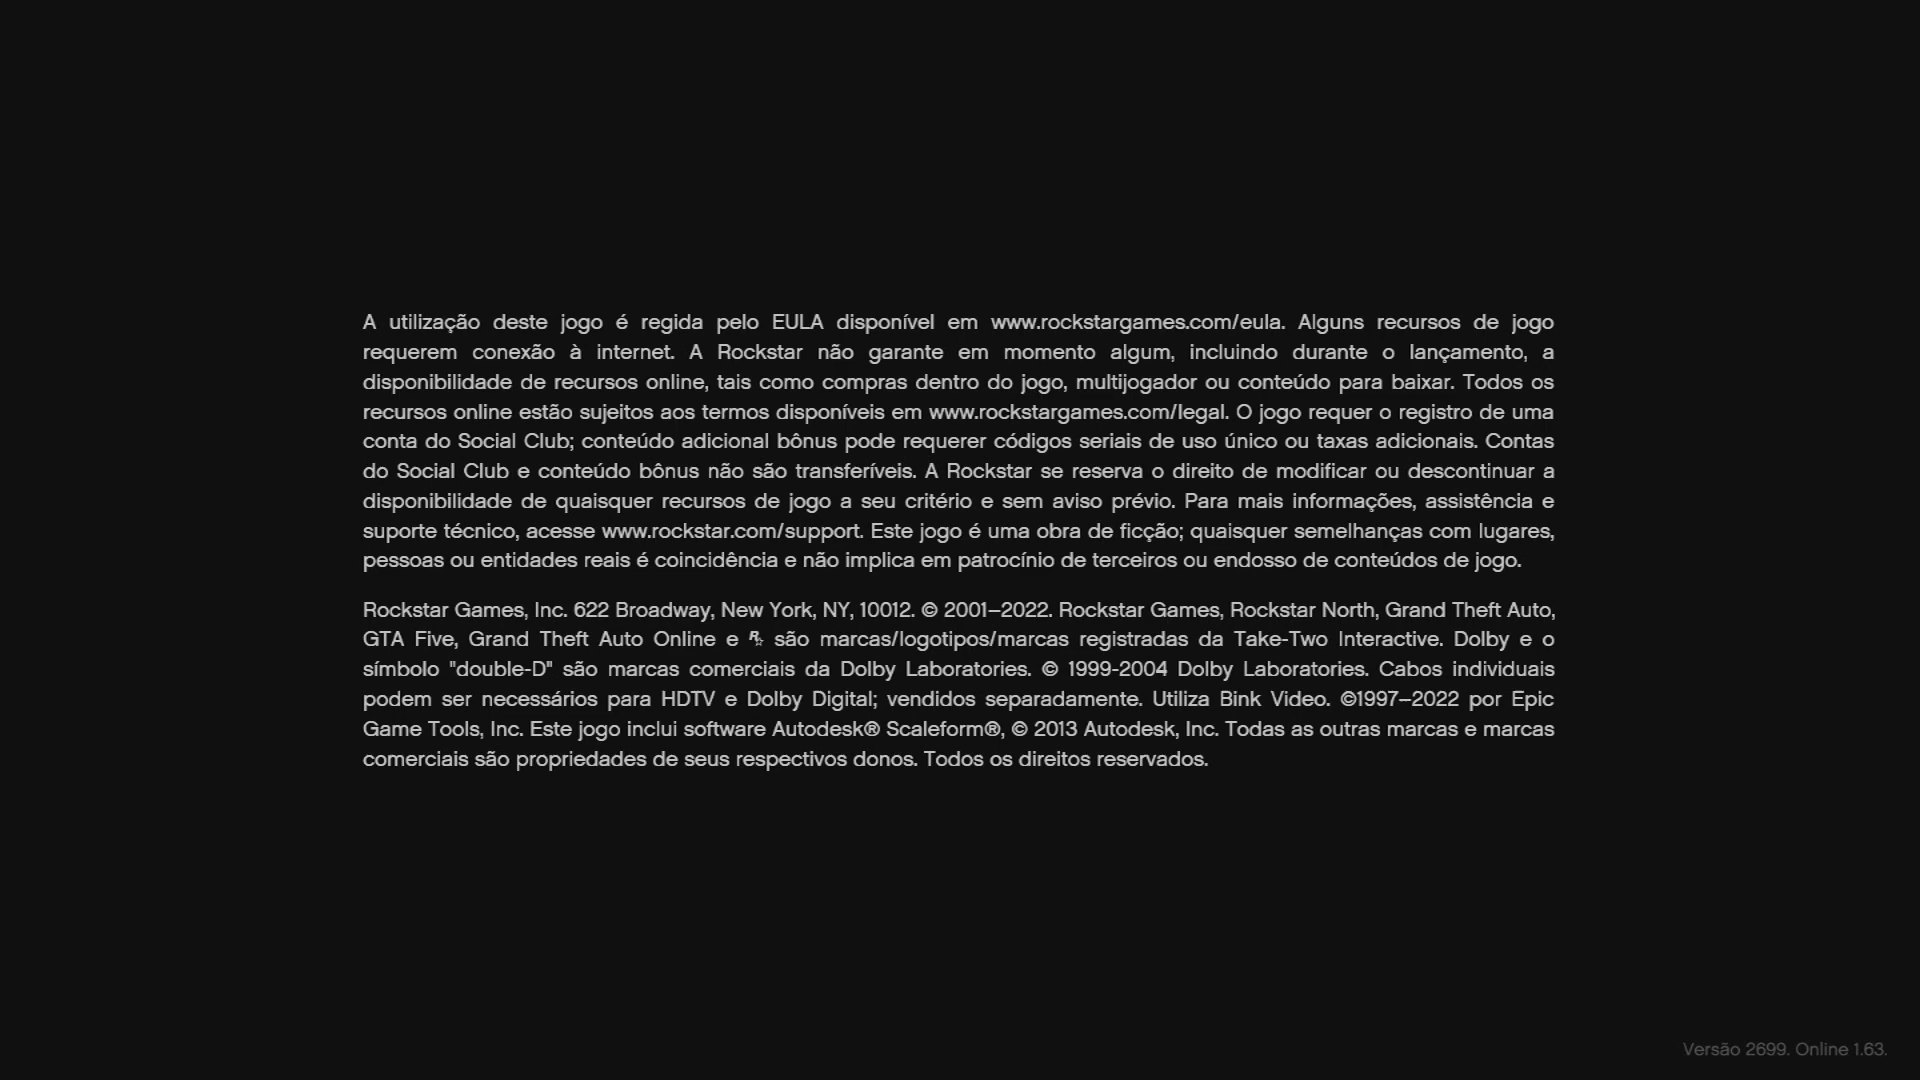 A utilização deste jogo é regida pelo EULA disponível em www.rockstargames.com/eula. Alguns recursos de jogo
requerem conexão à internet. A Rockstar não garante em momento algum, incluindo durante o lançamento, a
disponibilidade de recursos online, tais como compras dentro do jogo, multijogador ou conteúdo para baixar. Todos os
recursos online estão sujeitos aos termos disponíveis em www.rockstargames.com/legal. O jogo requer o registro de uma
conta do Social Club; conteúdo adicional bônus pode requerer códigos seriais de uso único ou taxas adicionais. Contas
do Social Club e conteúdo bônus não são transferíveis. A Rockstar se reserva o direito de modificar ou descontinuar a
disponibilidade de quaisquer recursos de jogo a seu critério e sem aviso prévio. Para mais informações, assistência e
suporte técnico, acesse www.rockstar.com/support. Este jogo é uma obra de ficção; quaisquer semelhanças com lugares,
pessoas ou entidades reais é coincidência e não implica em patrocínio de terceiros ou endosso de conteúdos de jogo.
Rockstar Games, Inc. 622 Broadway, New York, NY, 10012. © 2001–2022. Rockstar Games, Rockstar North, Grand Theft Auto,
GTA Five, Grand Theft Auto Online e R☆ são marcas/logotipos/marcas registradas da Take-Two Interactive. Dolby e o
símbolo "double-D" são marcas comerciais da Dolby Laboratories. © 1999-2004 Dolby Laboratories. Cabos individuais
podem ser necessários para HDTV e Dolby Digital; vendidos separadamente. Utiliza Bink Video. ©1997–2022 por Epic
Game Tools, Inc. Este jogo inclui software Autodesk® Scaleform®, © 2013 Autodesk, Inc. Todas as outras marcas e marcas
comerciais são propriedades de seus respectivos donos. Todos os direitos reservados.
Versão 2699. Online 1.63.